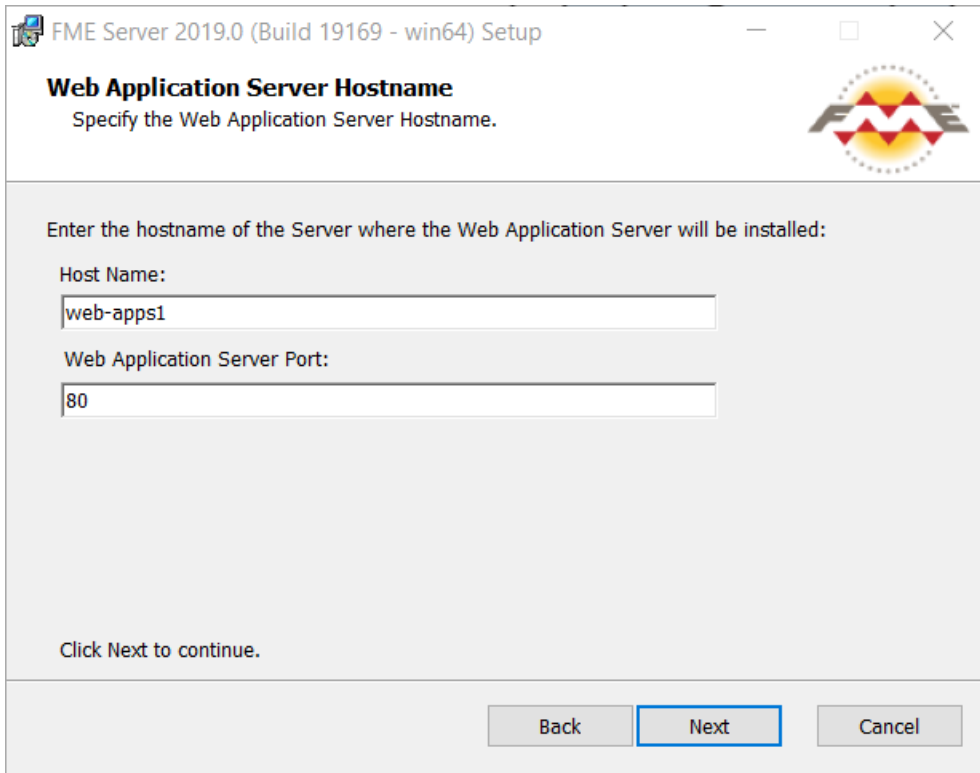 FME Server 2019.0 (Build 19169 - win64) Setup
Web Application Server Hostname
Specify the Web Application Server Hostname.
FME
Enter the hostname of the Server where the Web Application Server will be installed:
Host Name:
web-apps1
Web Application Server Port:
80
Click Next to continue.
Back Next Cancel